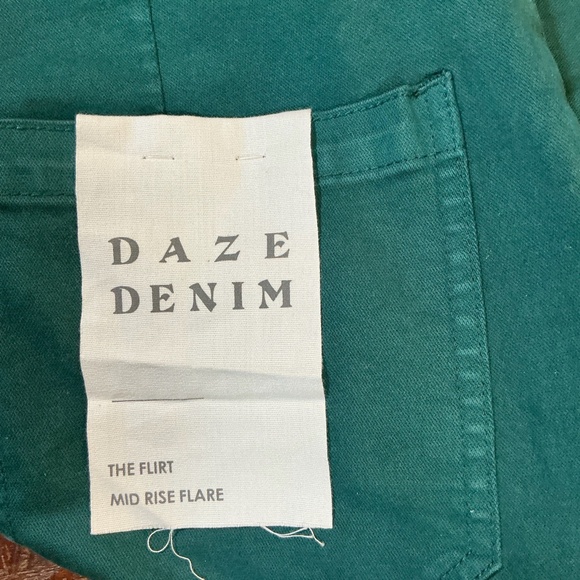 DAZE
DENIM
THE FLIRT
MID RISE FLARE